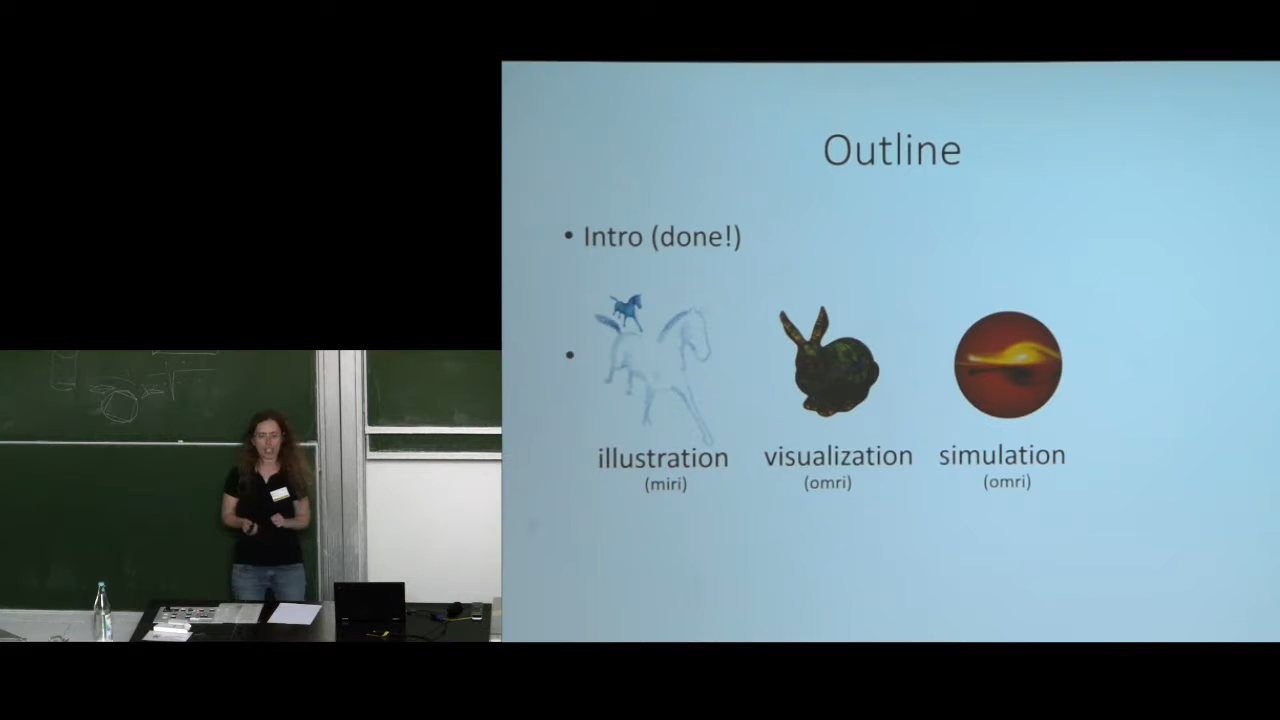 Outline
• Intro (done!)
•
illustration visualization simulation
(miri) (omri) (omri)